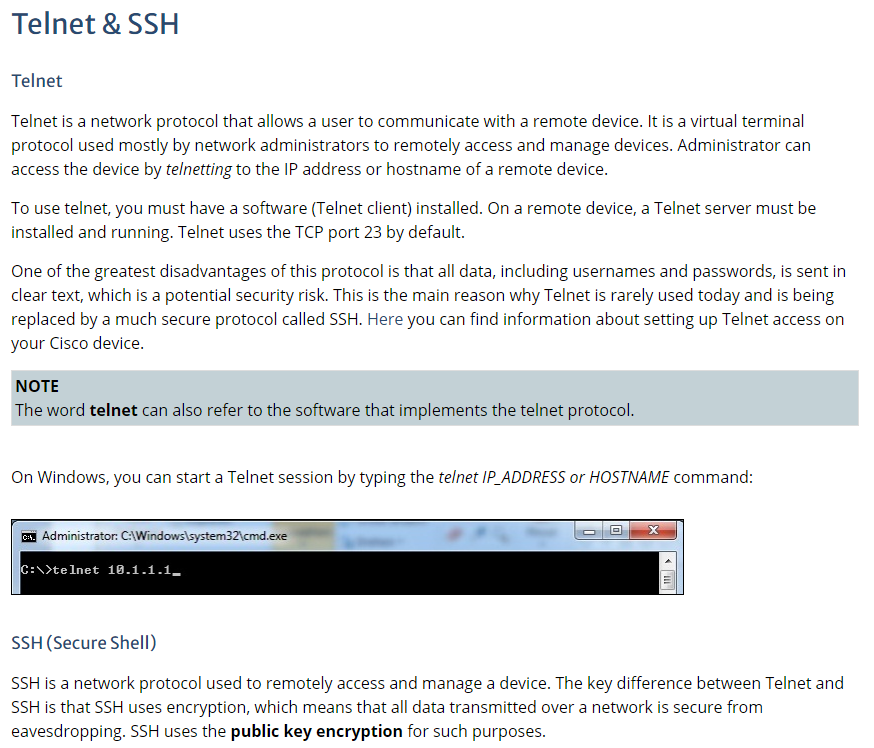 Telnet & SSH
Telnet
Telnet is a network protocol that allows a user to communicate with a remote device. It is a virtual terminal
protocol used mostly by network administrators to remotely access and manage devices. Administrator can
access the device by telnetting to the IP address or hostname of a remote device.
To use telnet, you must have a software (Telnet client) installed. On a remote device, a Telnet server must be
installed and running. Telnet uses the TCP port 23 by default.
One of the greatest disadvantages of this protocol is that all data, including usernames and passwords, is sent in
clear text, which is a potential security risk. This is the main reason why Telnet is rarely used today and is being
replaced by a much secure protocol called SSH. Here you can find information about setting up Telnet access on
your Cisco device.
NOTE
The word telnet can also refer to the software that implements the telnet protocol.
On Windows, you can start a Telnet session by typing the telnet IP_ADDRESS or HOSTNAME command:
Administrator: C:\Windows\system32\cmd.exe
C:\>telnet 10.1.1.1_
SSH (Secure Shell)
SSH is a network protocol used to remotely access and manage a device. The key difference between Telnet and
SSH is that SSH uses encryption, which means that all data transmitted over a network is secure from
eavesdropping. SSH uses the public key encryption for such purposes.